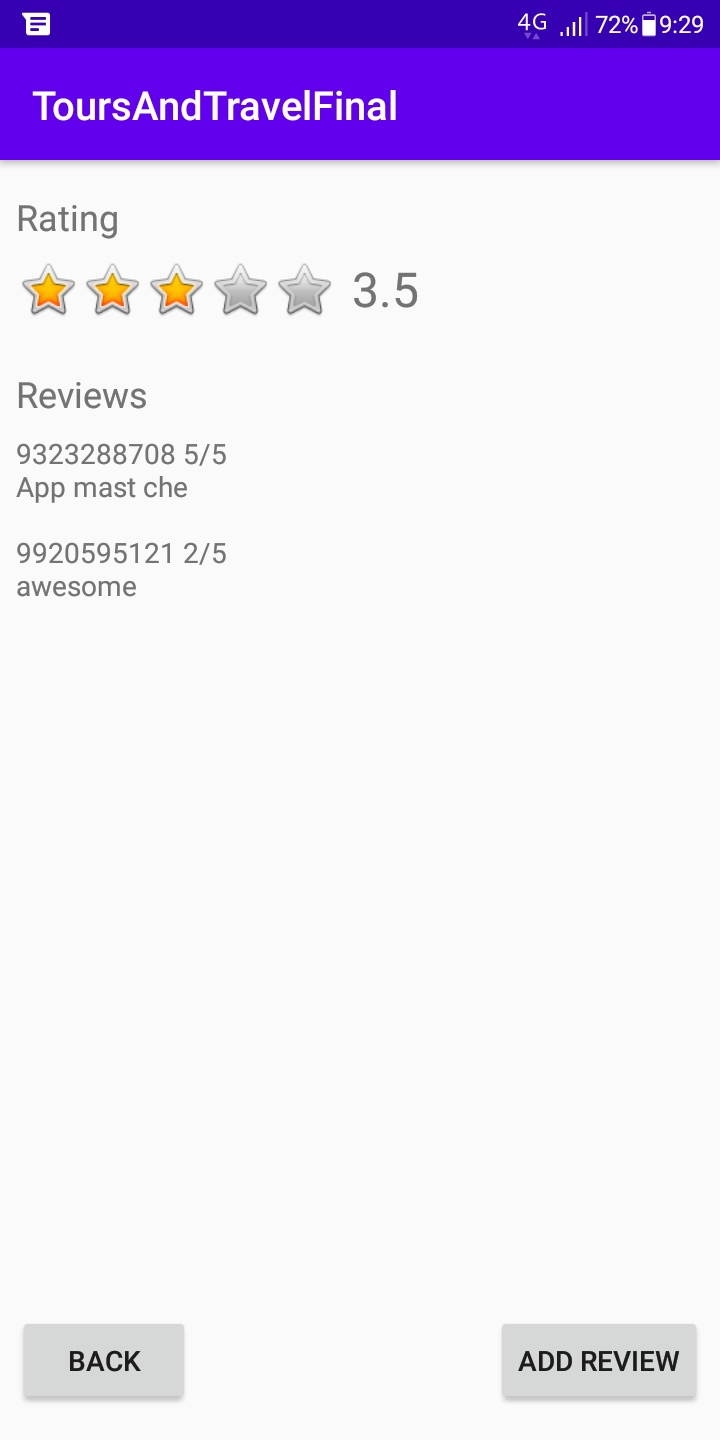 4G 72% 9:29
ToursAndTravelFinal
Rating
3.5
Reviews
9323288708 5/5
App mast che
9920595121 2/5
awesome
BACK ADD REVIEW